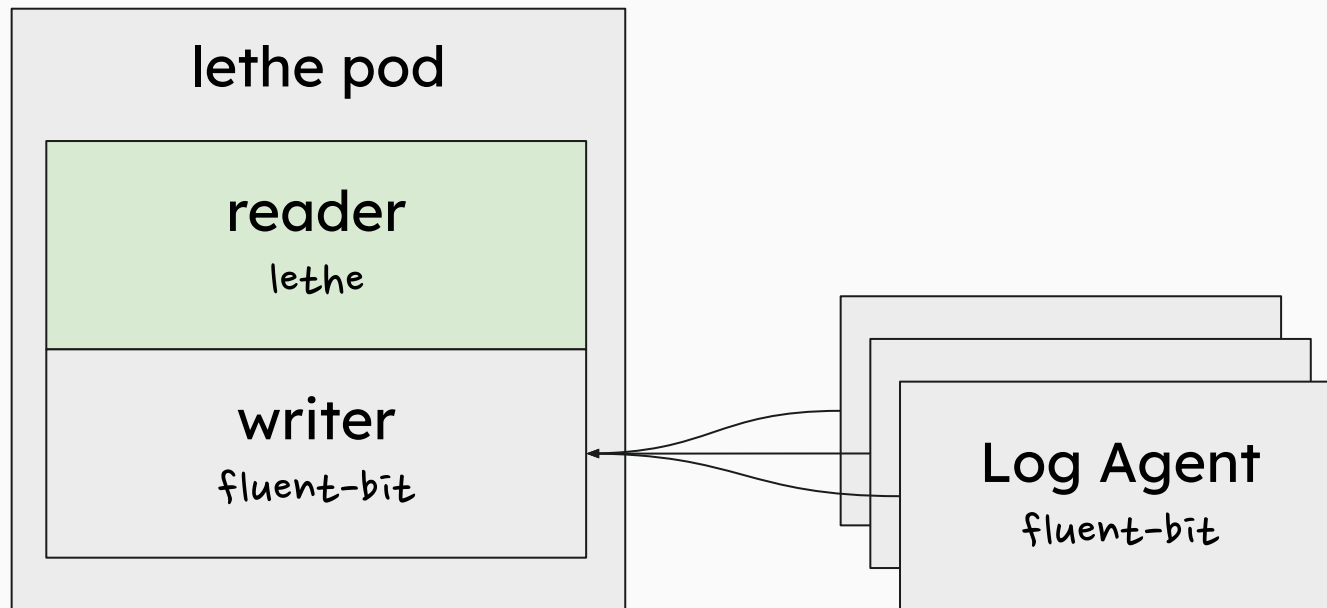 lethe pod
reader
lethe
writer
fluent-bit
Log Agent
fluent-bit